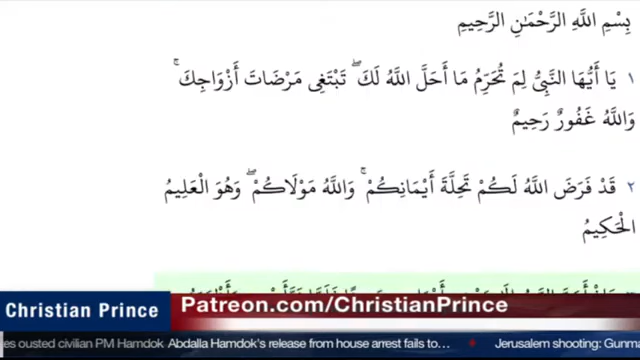 بِسْمِ اللَّهِ الرَّحْمَٰنِ الرَّحِيمِ
١ يَا أَيُّهَا النَّبِيُّ لِمَ تُحَرِّمُ مَا أَحَلَّ اللَّهُ لَكَ ۖ تَبْتَغِي مَرْضَاتَ أَزْوَاجِكَ ۚ
وَاللَّهُ غَفُورٌ رَحِيمٌ
٢ قَدْ فَرَضَ اللَّهُ لَكُمْ تَحِلَّةَ أَيْمَانِكُمْ ۚ وَاللَّهُ مَوْلَاكُمْ ۖ وَهُوَ الْعَلِيمُ
الْحَكِيمُ
Christian Prince
Patreon.com/ChristianPrince
es ousted civilian PM Hamdok Abdalla Hamdok's release from house arrest fails to... Jerusalem shooting: Gunma